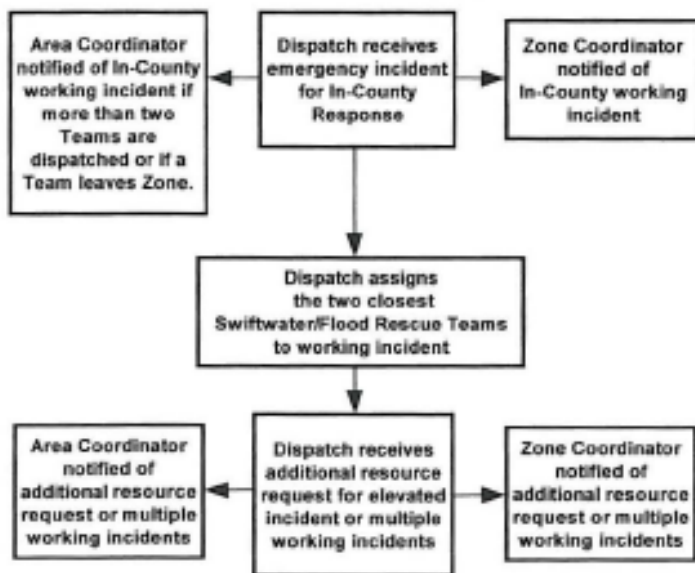 Area Coordinator
notified of In-County
working incident if
more than two
Teams are
dispatched or if a
Team leaves Zone.
Dispatch receives
emergency incident
for In-County
Response
Zone Coordinator
notified of
In-County working
incident
Dispatch assigns
the two closest
Swiftwater/Flood Rescue Teams
to working incident
Area Coordinator
notified of
additional resource
request or multiple
working incidents
Dispatch receives
additional resource
request for elevated
incident or multiple
working incidents
Zone Coordinator
notified of
additional resource
request or multiple
working incidents